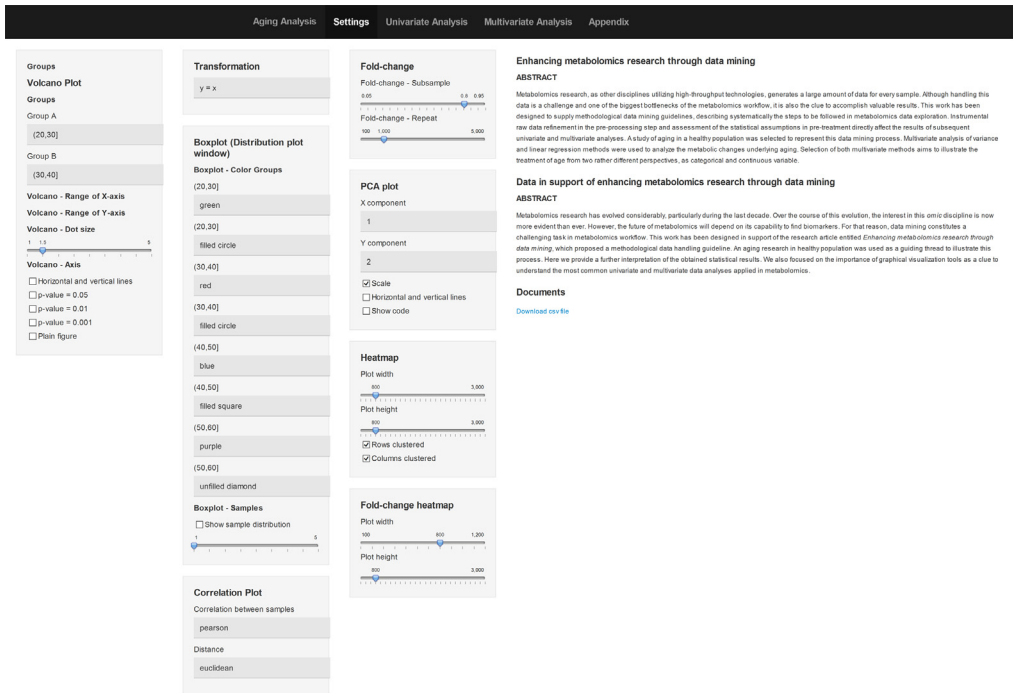 Aging Analysis Settings Univariate Analysis Multivariate Analysis Appendix
Groups
Volcano Plot
Groups
Group A
(20,30]
Group B
(30,40]
Volcano - Range of X-axis
Volcano - Range of Y-axis
Volcano - Dot size
1 1.5 5
Volcano - Axis
Horizontal and vertical lines
p-value = 0.05
p-value = 0.01
p-value = 0.001
Plain figure
Transformation
y = x
Boxplot (Distribution plot
window)
Boxplot - Color Groups
(20,30]
green
(20,30]
filled circle
(30,40]
red
(30,40]
filled circle
(40,50]
blue
(40,50]
filled square
(50,60]
purple
(50,60]
unfilled diamond
Boxplot - Samples
Show sample distribution
1 5
Correlation Plot
Correlation between samples
pearson
Distance
euclidean
Fold-change
Fold-change - Subsample
0.05 0.8 0.95
Fold-change - Repeat
100 1.000 5.000
PCA plot
X component
1
Y component
2
Scale
Horizontal and vertical lines
Show code
Heatmap
Plot width
800 3,000
Plot height
800 3.000
Rows clustered
Columns clustered
Fold-change heatmap
Plot width
100 800 1,200
Plot height
800 3.000
Enhancing metabolomics research through data mining
ABSTRACT
Metabolomics research, as other disciplines utilizing high-throughput technologies, generates a large amount of data for every sample. Although handling this
data is a challenge and one of the biggest bottlenecks of the metabolomics workflow, it is also the clue to accomplish valuable results. This work has been
designed to supply methodological data mining guidelines, describing systematically the steps to be followed in metabolomics data exploration. Instrumental
raw data refinement in the pre-processing step and assessment of the statistical assumptions in pre-treatment directly affect the results of subsequent
univariate and multivariate analyses. A study of aging in a healthy population was selected to represent this data mining process. Multivariate analysis of variance
and linear regression methods were used to analyze the metabolic changes underlying aging. Selection of both multivariate methods aims to illustrate the
treatment of age from two rather different perspectives, as categorical and continuous variable.
Data in support of enhancing metabolomics research through data mining
ABSTRACT
Metabolomics research has evolved considerably, particularly during the last decade. Over the course of this evolution, the interest in this omic discipline is now
more evident than ever. However, the future of metabolomics will depend on its capability to find biomarkers. For that reason, data mining constitutes a
challenging task in metabolomics workflow. This work has been designed in support of the research article entitled Enhancing metabolomics research through
data mining, which proposed a methodological data handling guideline. An aging research in healthy population was used as a guiding thread to illustrate this
process. Here we provide a further interpretation of the obtained statistical results. We also focused on the importance of graphical visualization tools as a clue to
understand the most common univariate and multivariate data analyses applied in metabolomics.
Documents
Download csv file